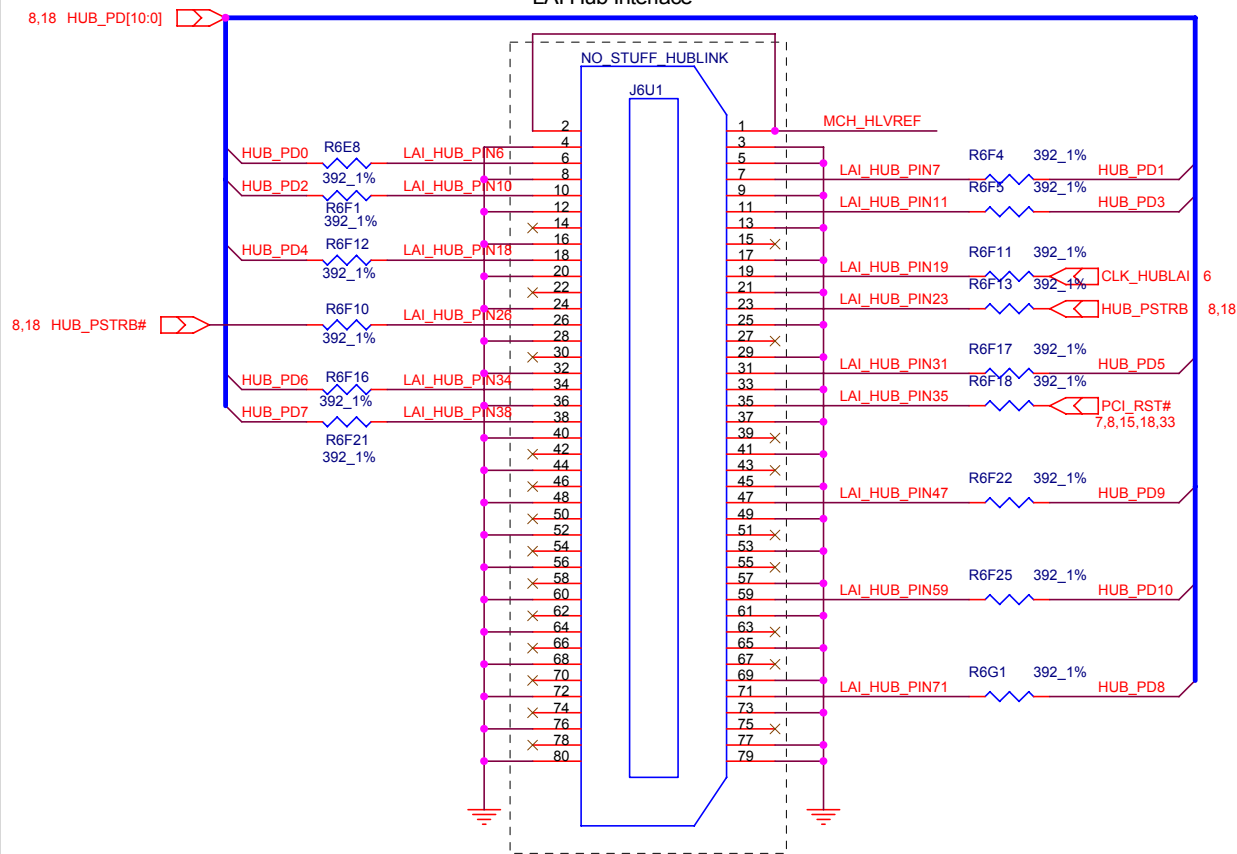 LAI Hub Interface
8,18 HUB_PD[10:0]
NO_STUFF_HUBLINK
J6U1
MCH_HLVREF
2 1
4 3
HUB_PD0 R6E8 392_1% LAI_HUB_PIN6 6 5
8 7 LAI_HUB_PIN7 R6F4 392_1% HUB_PD1
HUB_PD2 R6F1 392_1% LAI_HUB_PIN10 10 9
12 11 LAI_HUB_PIN11 R6F5 392_1% HUB_PD3
14 13
16 15
HUB_PD4 R6F12 392_1% LAI_HUB_PIN18 18 17
20 19 LAI_HUB_PIN19 R6F11 392_1% CLK_HUBLAI 6
22 21
24 23 LAI_HUB_PIN23 R6F13 392_1% HUB_PSTRB 8,18
8,18 HUB_PSTRB# R6F10 392_1% LAI_HUB_PIN26 26 25
28 27
30 29
32 31 LAI_HUB_PIN31 R6F17 392_1% HUB_PD5
HUB_PD6 R6F16 392_1% LAI_HUB_PIN34 34 33
36 35 LAI_HUB_PIN35 R6F18 392_1% PCI_RST# 7,8,15,18,33
HUB_PD7 R6F21 392_1% LAI_HUB_PIN38 38 37
40 39
42 41
44 43
46 45
48 47 LAI_HUB_PIN47 R6F22 392_1% HUB_PD9
50 49
52 51
54 53
56 55
58 57
60 59 LAI_HUB_PIN59 R6F25 392_1% HUB_PD10
62 61
64 63
66 65
68 67
70 69
72 71 LAI_HUB_PIN71 R6G1 392_1% HUB_PD8
74 73
76 75
78 77
80 79